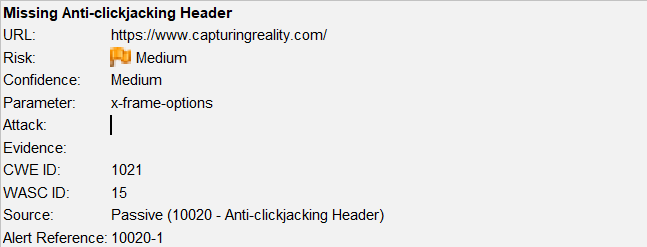 Missing Anti-clickjacking Header
URL: https://www.capturingreality.com/
Risk: Medium
Confidence: Medium
Parameter: x-frame-options
Attack:
Evidence:
CWE ID: 1021
WASC ID: 15
Source: Passive (10020 - Anti-clickjacking Header)
Alert Reference: 10020-1